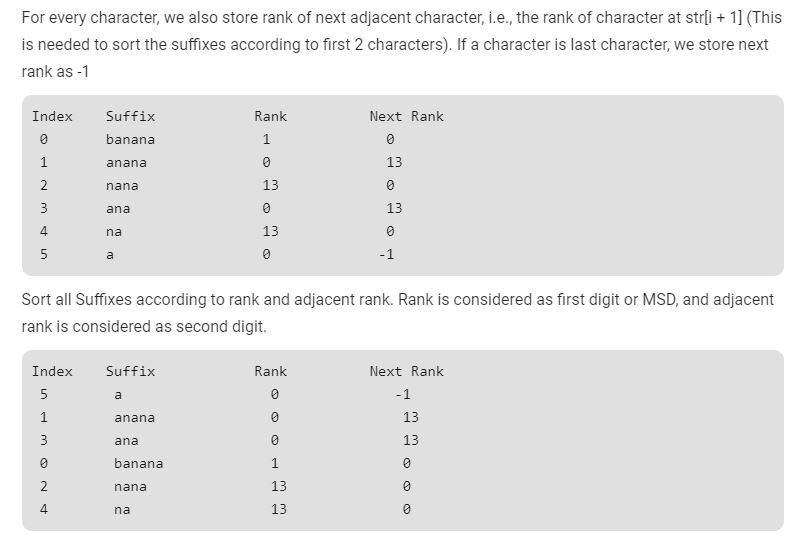 For every character, we also store rank of next adjacent character, i.e., the rank of character at str[i + 1] (This
is needed to sort the suffixes according to first 2 characters). If a character is last character, we store next
rank as -1
Index Suffix Rank Next Rank
0 banana 1 0
1 anana 0 13
2 nana 13 0
3 ana 0 13
4 na 13 0
5 a 0 -1
Sort all Suffixes according to rank and adjacent rank. Rank is considered as first digit or MSD, and adjacent
rank is considered as second digit.
Index Suffix Rank Next Rank
5 a 0 -1
1 anana 0 13
3 ana 0 13
0 banana 1 0
2 nana 13 0
4 na 13 0